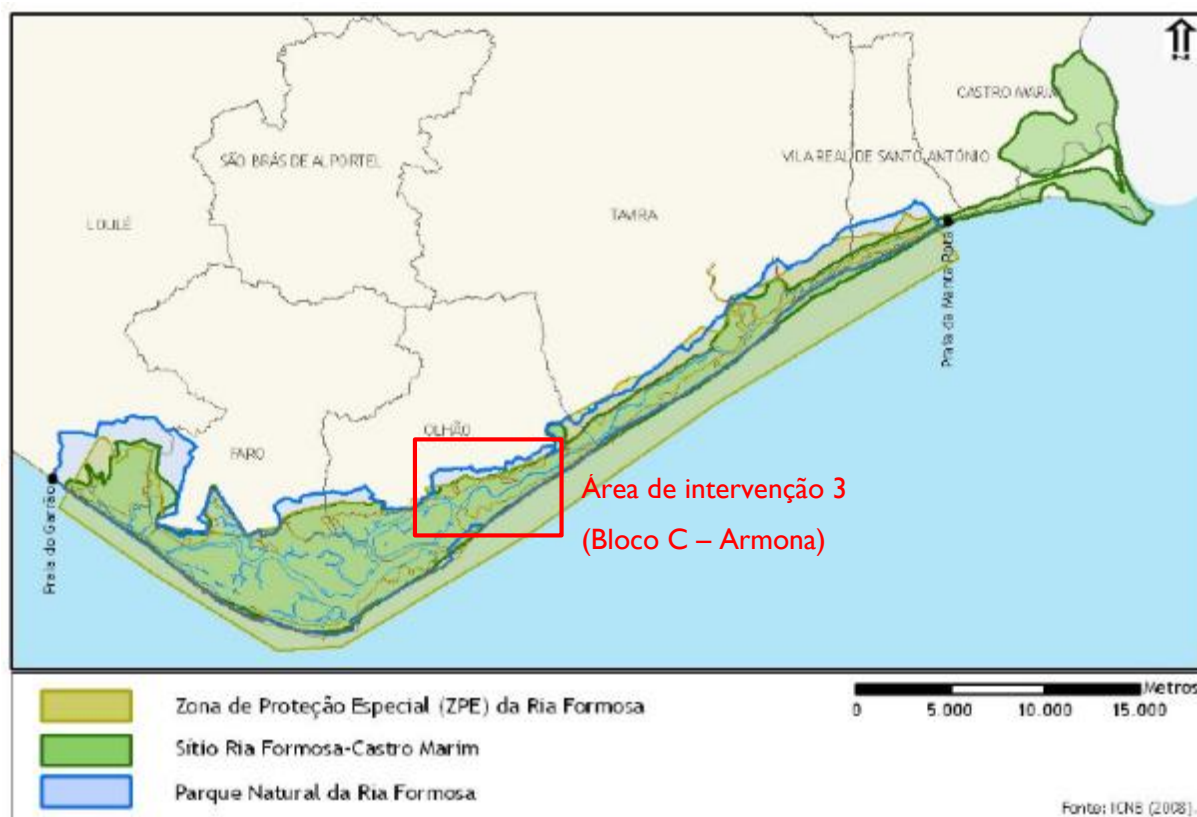 CASTRO MARIM
SÃO BRÁS DE ALPORTEL
VILA REAL DE SANTO ANTÓNIO
LOULÉ
TAVIRA
Praia da Manta Rota
OLHÃO
FARO
Praia do Garrão
Área de intervenção 3
(Bloco C – Armona)
Metros
0 5.000 10.000 15.000
Zona de Proteção Especial (ZPE) da Ria Formosa
Sítio Ria Formosa-Castro Marim
Parque Natural da Ria Formosa
Fonte: ICNB (2008).